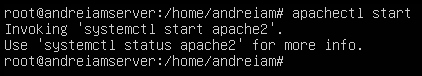 root@andreiamserver:/home/andreiam# apachectl start
Invoking 'systemctl start apache2'.
Use 'systemctl status apache2' for more info.
root@andreiamserver:/home/andreiam#